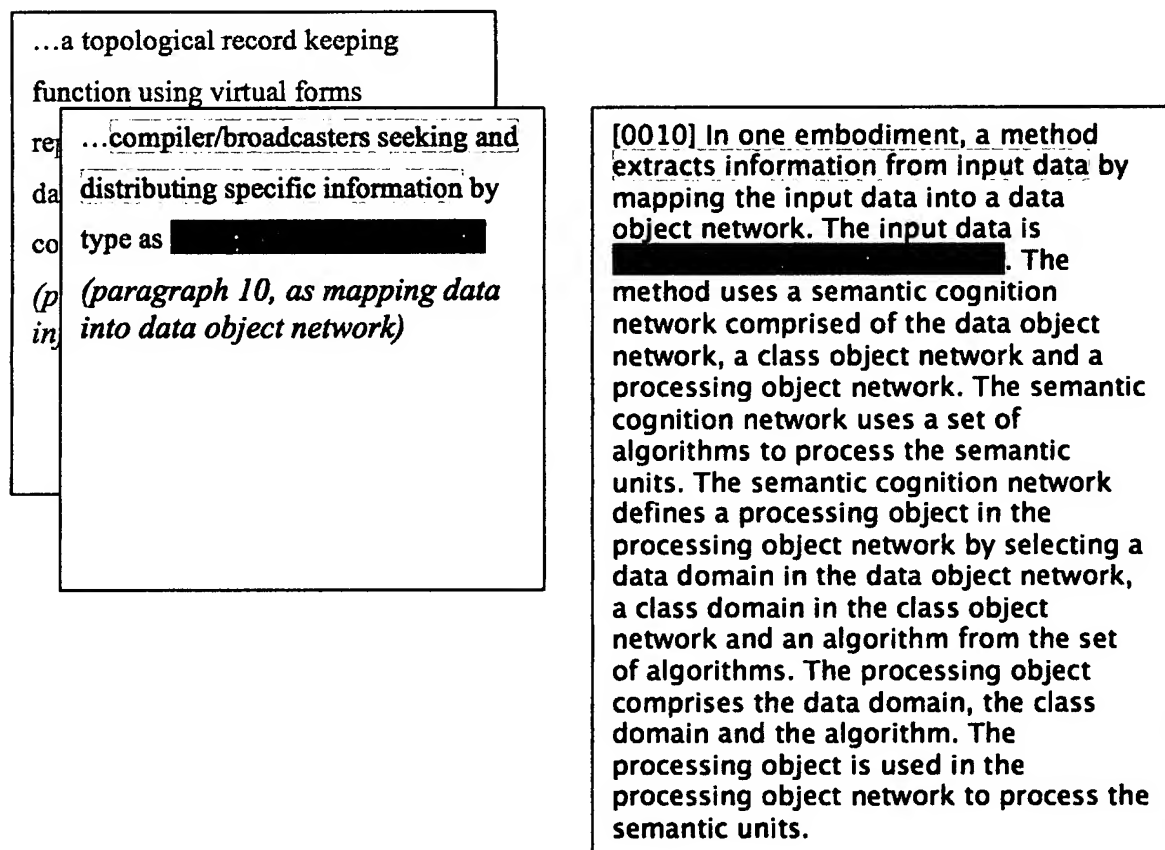 …a topological record keeping
function using virtual forms
…compiler/broadcasters seeking and
distributing specific information by
type as
(paragraph 10, as mapping data
into data object network)
[0010] In one embodiment, a method
extracts information from input data by
mapping the input data into a data
object network. The input data is
. The
method uses a semantic cognition
network comprised of the data object
network, a class object network and a
processing object network. The semantic
cognition network uses a set of
algorithms to process the semantic
units. The semantic cognition network
defines a processing object in the
processing object network by selecting a
data domain in the data object network,
a class domain in the class object
network and an algorithm from the set
of algorithms. The processing object
comprises the data domain, the class
domain and the algorithm. The
processing object is used in the
processing object network to process the
semantic units.